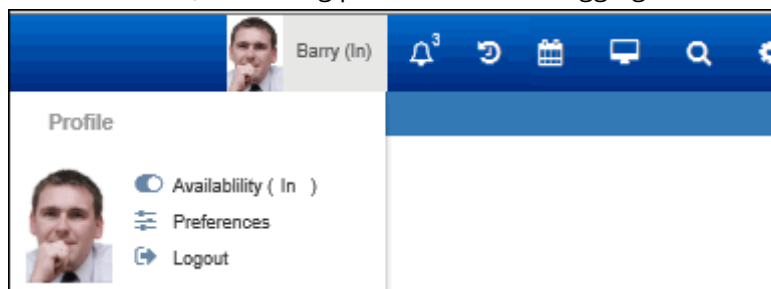 Barry (In)
3
Profile
Availablility ( In )
Preferences
Logout